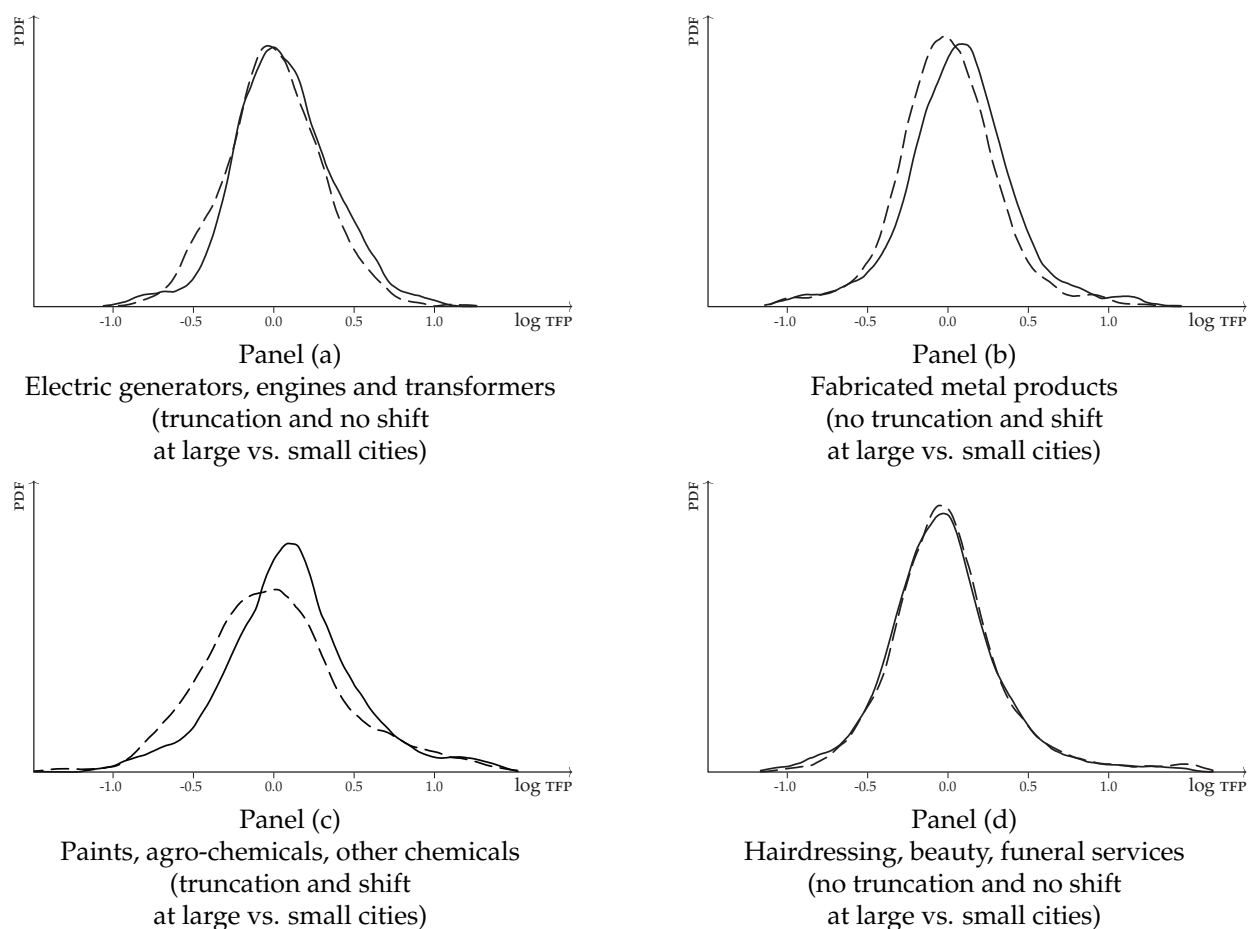 PDF
-1.0 -0.5 0.0 0.5 1.0 log TFP
Panel (a)
Electric generators, engines and transformers
(truncation and no shift
at large vs. small cities)
PDF
-1.0 -0.5 0.0 0.5 1.0 log TFP
Panel (b)
Fabricated metal products
(no truncation and shift
at large vs. small cities)
PDF
-1.0 -0.5 0.0 0.5 1.0 log TFP
Panel (c)
Paints, agro-chemicals, other chemicals
(truncation and shift
at large vs. small cities)
PDF
-1.0 -0.5 0.0 0.5 1.0 log TFP
Panel (d)
Hairdressing, beauty, funeral services
(no truncation and no shift
at large vs. small cities)